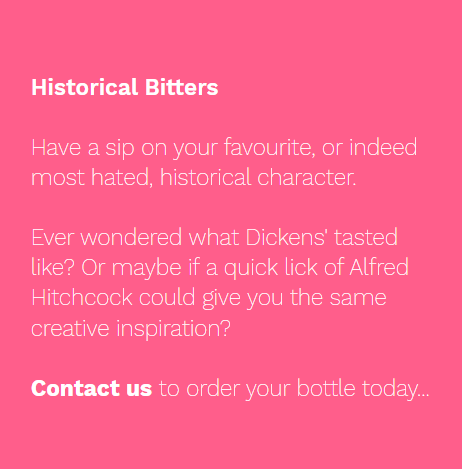 Historical Bitters
Have a sip on your favourite, or indeed
most hated, historical character.
Ever wondered what Dickens' tasted
like? Or maybe if a quick lick of Alfred
Hitchcock could give you the same
creative inspiration?
Contact us to order your bottle today...